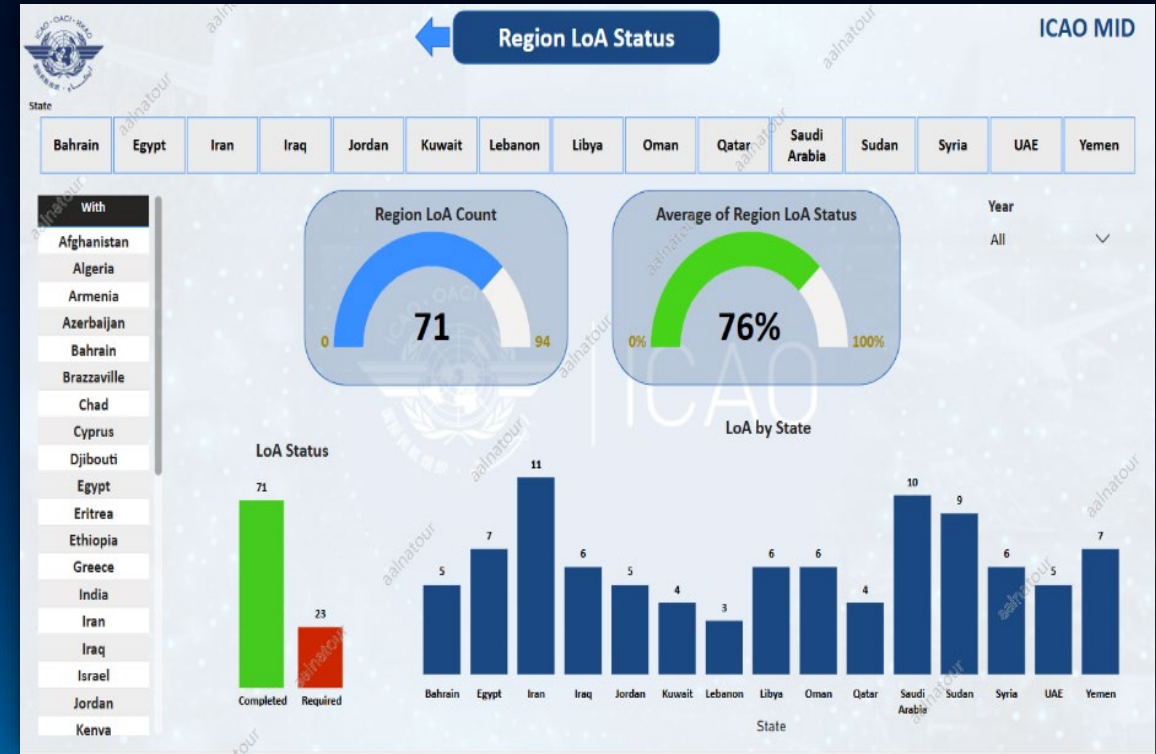 ICAO · OACI · ИКАО
Region LoA Status
ICAO MID
State
Bahrain Egypt Iran Iraq Jordan Kuwait Lebanon Libya Oman Qatar Saudi Arabia Sudan Syria UAE Yemen
With
Afghanistan
Algeria
Armenia
Azerbaijan
Bahrain
Brazzaville
Chad
Cyprus
Djibouti
Egypt
Eritrea
Ethiopia
Greece
India
Iran
Iraq
Israel
Jordan
Kenya
Region LoA Count
71
0 94
Average of Region LoA Status
76%
0% 100%
Year
All
ICAO
LoA Status
71
23
Completed Required
LoA by State
5 7 11 6 5 4 3 6 6 4 10 9 6 5 7
Bahrain Egypt Iran Iraq Jordan Kuwait Lebanon Libya Oman Qatar Saudi Arabia Sudan Syria UAE Yemen
State
aalnatour